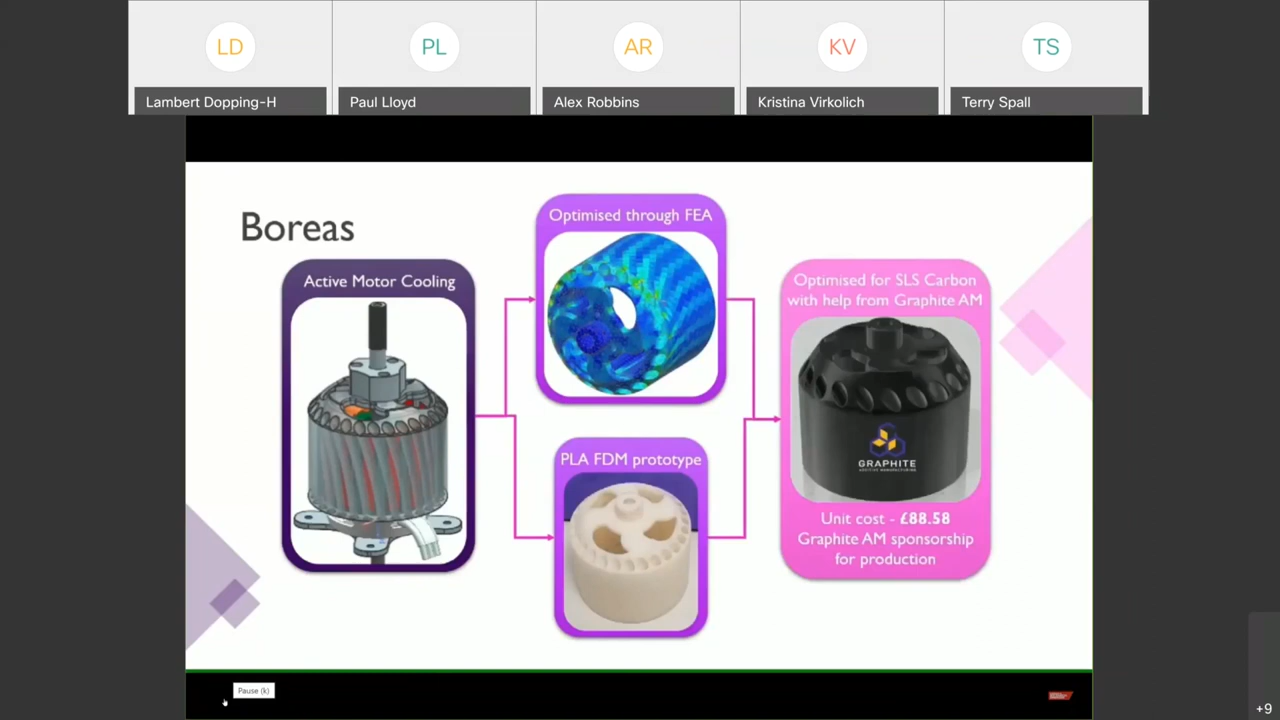 LD
PL
AR
KV
TS
Lambert Dopping-H
Paul Lloyd
Alex Robbins
Kristina Virkolich
Terry Spall
Boreas
Active Motor Cooling
Optimised through FEA
PLA FDM prototype
Optimised for SLS Carbon
with help from Graphite AM
GRAPHITE
ADDITIVE MANUFACTURING
Unit cost - £88.58
Graphite AM sponsorship
for production
Pause (k)
+9